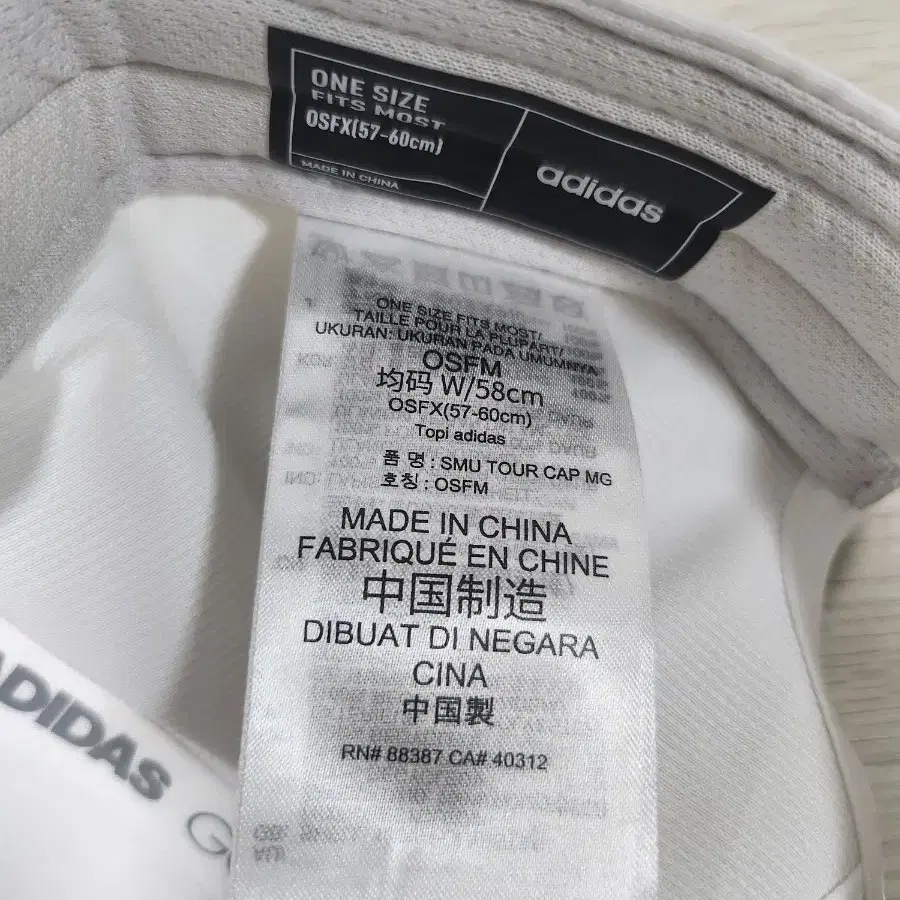 ONE SIZE
FITS MOST
OSFX(57-60cm)
MADE IN CHINA
adidas
ONE SIZE FITS MOST/
TAILLE POUR LA PLUPART/
UKURAN: UKURAN PADA UMUMNYA
OSFM
均码 W/58cm
OSFX(57-60cm)
Topi adidas
품 명 : SMU TOUR CAP MG
호칭 : OSFM
MADE IN CHINA
FABRIQUÉ EN CHINE
中国制造
DIBUAT DI NEGARA
CINA
中国製
RN# 88387 CA# 40312
ADIDAS